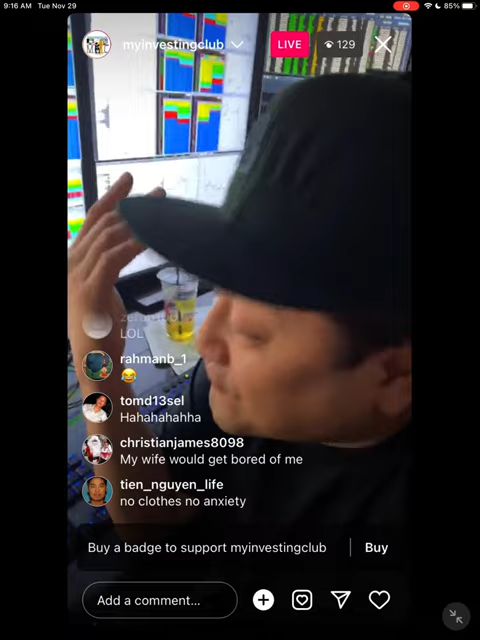 9:16 AM Tue Nov 29
85%
myinvestingclub
LIVE
129
LOL
rahmanb_1
😂
tomd13sel
Hahahahahha
christianjames8098
My wife would get bored of me
tien_nguyen_life
no clothes no anxiety
Buy a badge to support myinvestingclub
Buy
Add a comment...